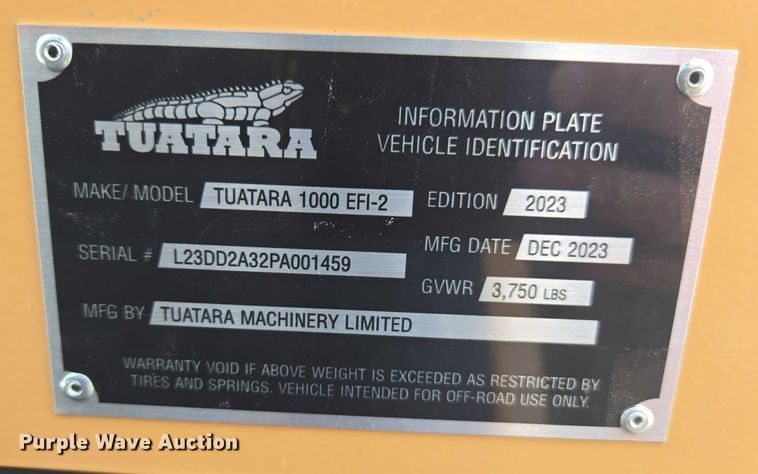 TUATARA
INFORMATION PLATE
VEHICLE IDENTIFICATION
MAKE/ MODEL TUATARA 1000 EFI-2
EDITION 2023
SERIAL # L23DD2A32PA001459
MFG DATE DEC 2023
GVWR 3,750 LBS
MFG BY TUATARA MACHINERY LIMITED
WARRANTY VOID IF ABOVE WEIGHT IS EXCEEDED AS RESTRICTED BY
TIRES AND SPRINGS. VEHICLE INTENDED FOR OFF-ROAD USE ONLY.
Purple Wave Auction